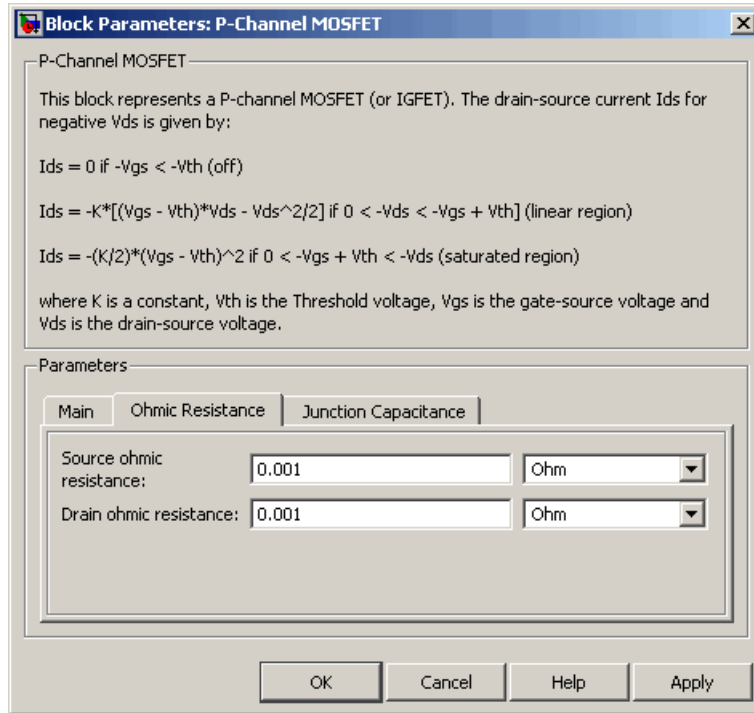 Block Parameters: P-Channel MOSFET
P-Channel MOSFET
This block represents a P-channel MOSFET (or IGFET). The drain-source current Ids for
negative Vds is given by:
Ids = 0 if -Vgs < -Vth (off)
Ids = -K*[(Vgs - Vth)*Vds - Vds^2/2] if 0 < -Vds < -Vgs + Vth] (linear region)
Ids = -(K/2)*(Vgs - Vth)^2 if 0 < -Vgs + Vth < -Vds (saturated region)
where K is a constant, Vth is the Threshold voltage, Vgs is the gate-source voltage and
Vds is the drain-source voltage.
Parameters
Main Ohmic Resistance Junction Capacitance
Source ohmic
resistance: 0.001 Ohm
Drain ohmic resistance: 0.001 Ohm
OK Cancel Help Apply